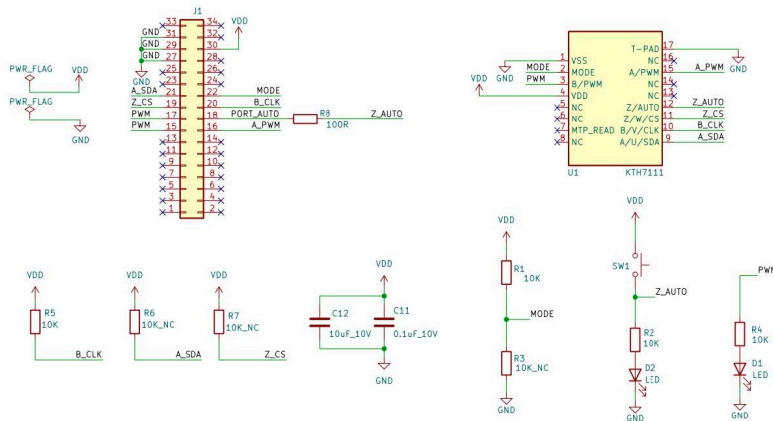 J1
33 34
GND 31 32
GND 29 30 VDD
GND 27 28
GND
25 26
23 24
A_SDA 21 22 MODE
Z_CS 19 20 B_CLK
PWM 17 18 PORT_AUTO R8 100R Z_AUTO
PWM 15 16 A_PWM
13 14
11 12
9 10
7 8
5 6
3 4
1 2
PWR_FLAG VDD
PWR_FLAG GND
GND 1 VSS T-PAD 17 GND
MODE 2 MODE NC 16
PWM 3 B/PWM A/PWM 15 A_PWM
VDD 4 VDD NC 14
NC 13
5 NC Z/AUTO 12 Z_AUTO
6 NC Z/W/CS 11 Z_CS
7 MTP_READ B/V/CLK 10 B_CLK
8 NC A/U/SDA 9 A_SDA
U1 KTH7111
VDD
R5
10K
B_CLK
VDD
R6
10K_NC
A_SDA
VDD
R7
10K_NC
Z_CS
VDD
C12
10uF_10V
C11
0.1uF_10V
GND
VDD
R1
10K
MODE
R3
10K_NC
GND
VDD
SW1
Z_AUTO
R2
10K
D2
LED
GND
PWM
R4
10K
D1
LED
GND